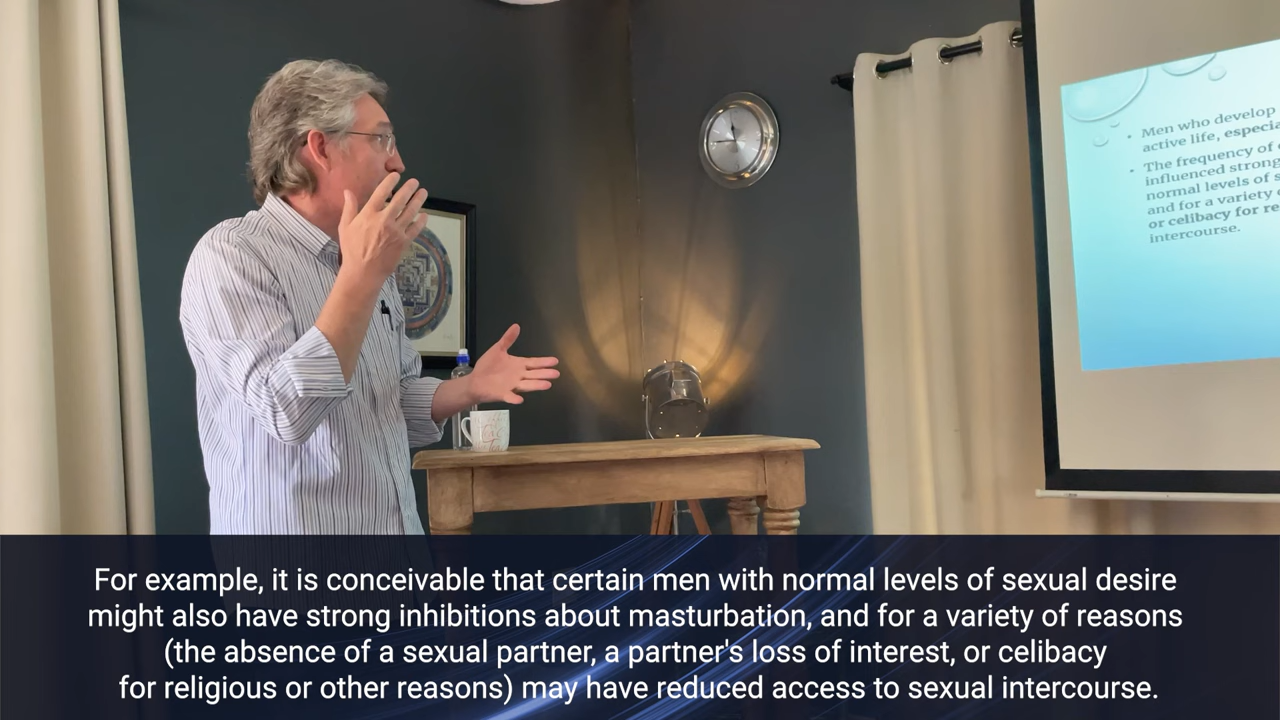 Men who develop
active life, especia
The frequency of
influenced strong
normal levels of s
and for a variety
or celibacy for re
intercourse.
For example, it is conceivable that certain men with normal levels of sexual desire
might also have strong inhibitions about masturbation, and for a variety of reasons
(the absence of a sexual partner, a partner's loss of interest, or celibacy
for religious or other reasons) may have reduced access to sexual intercourse.